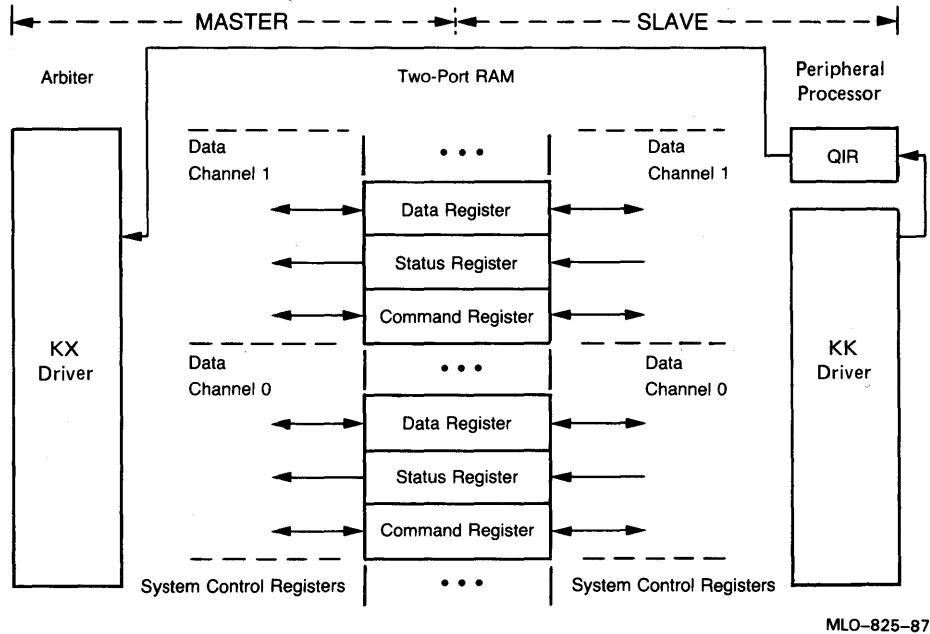 MASTER
SLAVE
Arbiter
Two-Port RAM
Peripheral
Processor
Data
Channel 1
• • •
Data
Channel 1
QIR
Data Register
Status Register
Command Register
KX
Driver
KK
Driver
Data
Channel 0
• • •
Data
Channel 0
Data Register
Status Register
Command Register
System Control Registers
• • •
System Control Registers
MLO–825–87